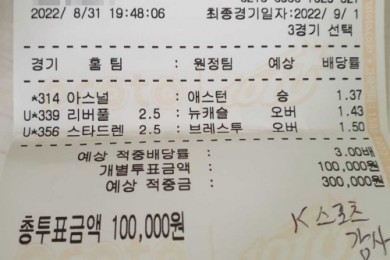 2022/ 8/31 19:48:06 최종경기일자:2022/ 9/ 1
3경기 선택
경기 홈 팀 : 원정팀 예상 배당률
*314 아스널 : 애스턴 승 1.37
U*339 리버풀 2.5 : 뉴캐슬 오버 1.43
U*356 스타드렌 2.5 : 브레스투 오버 1.50
예상 적중배당률 : 3.00배
개별투표금액 : 100,000원
예상 적중금 : 300,000원
총투표금액 100,000원
K스포츠
감사